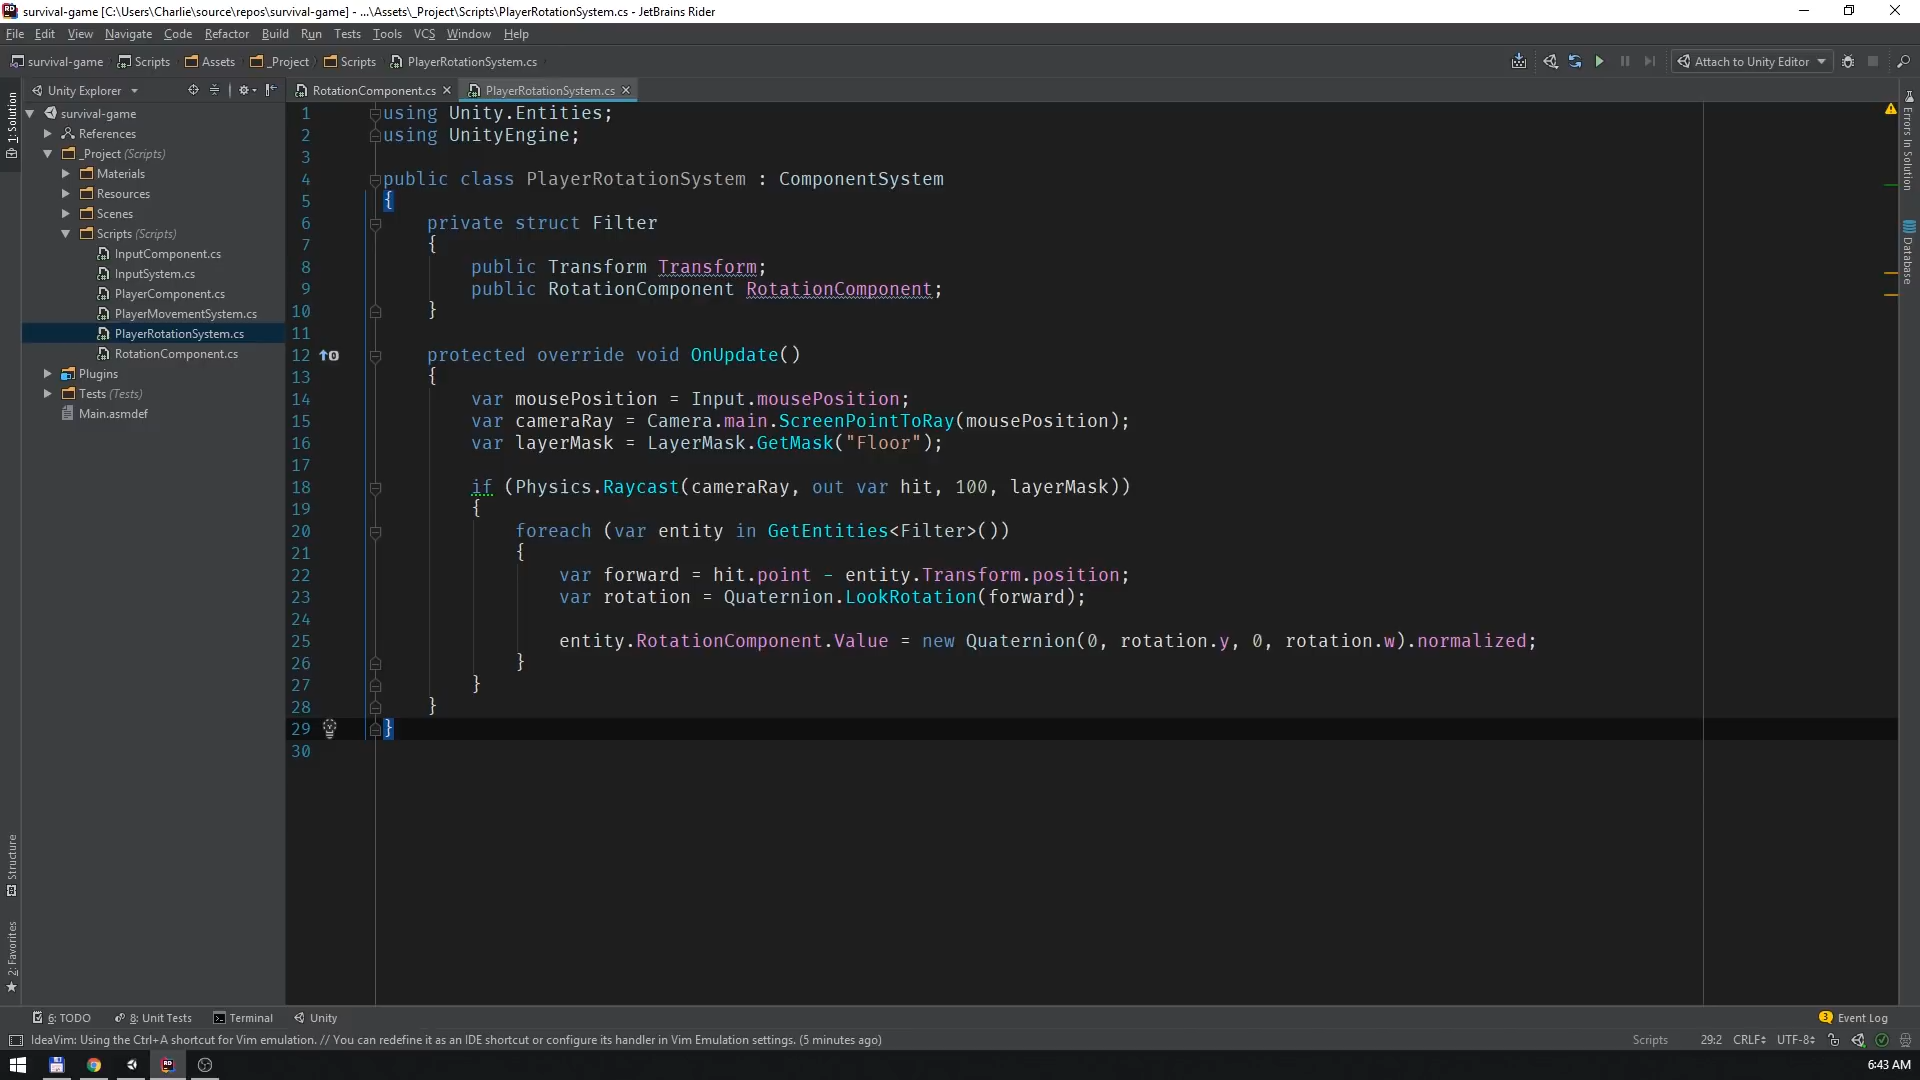 survival-game [C:\Users\Charlie\source\repos\survival-game] - ...\Assets\_Project\Scripts\PlayerRotationSystem.cs - JetBrains Rider
File Edit View Navigate Code Refactor Build Run Tests Tools VCS Window Help
survival-game Scripts Assets _Project Scripts PlayerRotationSystem.cs
Attach to Unity Editor
Unity Explorer
RotationComponent.cs PlayerRotationSystem.cs
survival-game
References
_Project (Scripts)
Materials
Resources
Scenes
Scripts (Scripts)
InputComponent.cs
InputSystem.cs
PlayerComponent.cs
PlayerMovementSystem.cs
PlayerRotationSystem.cs
RotationComponent.cs
Plugins
Tests (Tests)
Main.asmdef
1: Solution
Structure
2: Favorites
1 using Unity.Entities;
2 using UnityEngine;
3
4 public class PlayerRotationSystem : ComponentSystem
5 {
6 private struct Filter
7 {
8 public Transform Transform;
9 public RotationComponent RotationComponent;
10 }
11
12 protected override void OnUpdate()
13 {
14 var mousePosition = Input.mousePosition;
15 var cameraRay = Camera.main.ScreenPointToRay(mousePosition);
16 var layerMask = LayerMask.GetMask("Floor");
17
18 if (Physics.Raycast(cameraRay, out var hit, 100, layerMask))
19 {
20 foreach (var entity in GetEntities<Filter>())
21 {
22 var forward = hit.point - entity.Transform.position;
23 var rotation = Quaternion.LookRotation(forward);
24
25 entity.RotationComponent.Value = new Quaternion(0, rotation.y, 0, rotation.w).normalized;
26 }
27 }
28 }
29 }
30
Errors In Solution
Database
6: TODO 8: Unit Tests Terminal Unity
3 Event Log
IdeaVim: Using the Ctrl+A shortcut for Vim emulation. // You can redefine it as an IDE shortcut or configure its handler in Vim Emulation settings. (5 minutes ago)
Scripts 29:2 CRLF UTF-8
6:43 AM